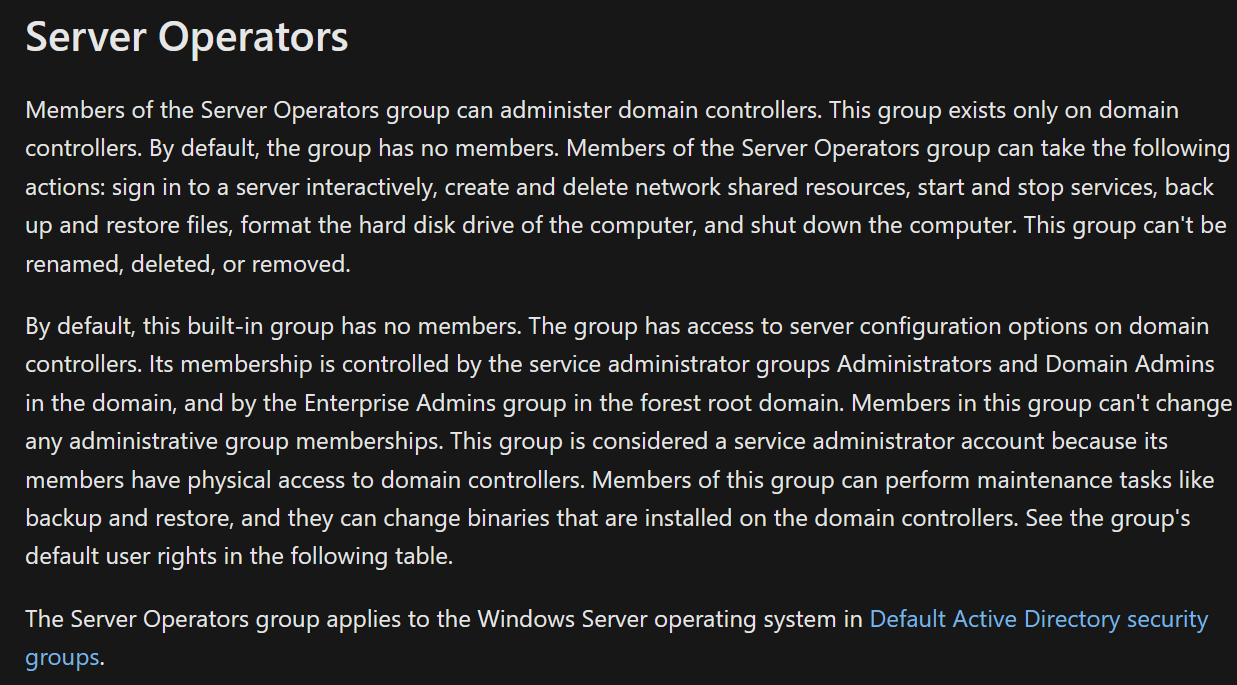 Server Operators
Members of the Server Operators group can administer domain controllers. This group exists only on domain
controllers. By default, the group has no members. Members of the Server Operators group can take the following
actions: sign in to a server interactively, create and delete network shared resources, start and stop services, back
up and restore files, format the hard disk drive of the computer, and shut down the computer. This group can't be
renamed, deleted, or removed.
By default, this built-in group has no members. The group has access to server configuration options on domain
controllers. Its membership is controlled by the service administrator groups Administrators and Domain Admins
in the domain, and by the Enterprise Admins group in the forest root domain. Members in this group can't change
any administrative group memberships. This group is considered a service administrator account because its
members have physical access to domain controllers. Members of this group can perform maintenance tasks like
backup and restore, and they can change binaries that are installed on the domain controllers. See the group's
default user rights in the following table.
The Server Operators group applies to the Windows Server operating system in Default Active Directory security
groups.